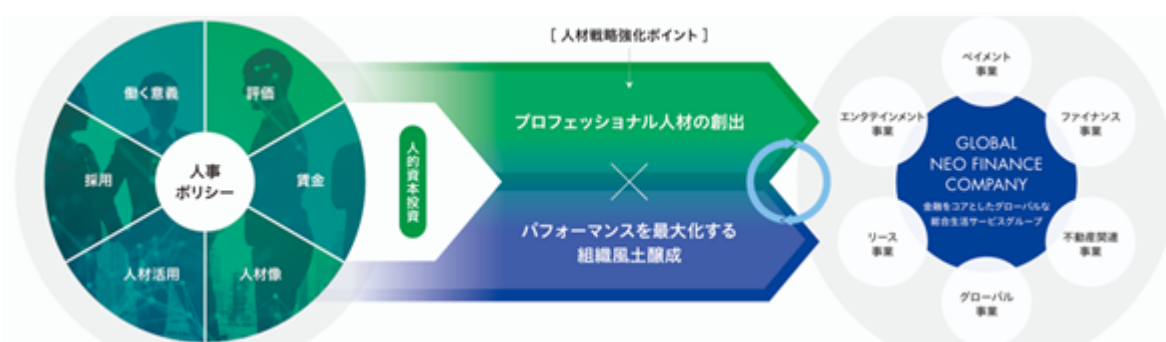 働く意義
評価
採用
人事
ポリシー
賃金
人材活用
人材像
人的資本投資
[ 人材戦略強化ポイント ]
プロフェッショナル人材の創出
×
パフォーマンスを最大化する
組織風土醸成
ペイメント
事業
エンタテインメント
事業
ファイナンス
事業
GLOBAL
NEO FINANCE
COMPANY
金融をコアとしたグローバルな
総合生活サービスグループ
リース
事業
不動産関連
事業
グローバル
事業